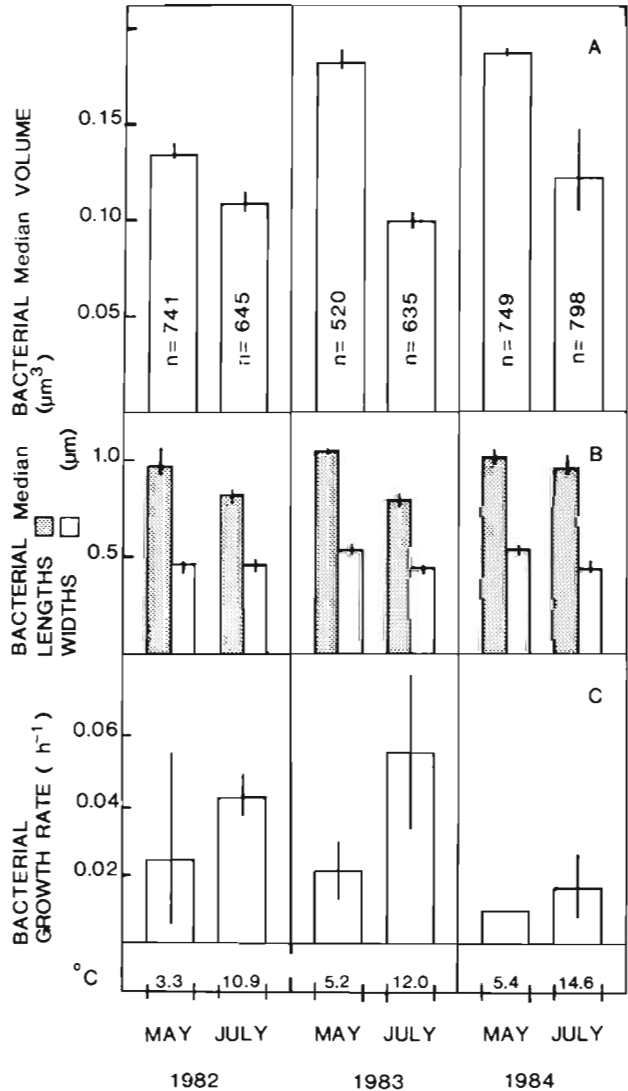 A
BACTERIAL Median VOLUME
(μm³)
0.15
0.10
0.05
n= 741
n= 645
n= 520
n= 635
n= 749
n= 798
B
BACTERIAL Median
LENGTHS
WIDTHS (μm)
1.0
0.5
C
BACTERIAL
GROWTH RATE ( h⁻¹)
0.06
0.04
0.02
°C 3.3 10.9 5.2 12.0 5.4 14.6
MAY JULY MAY JULY MAY JULY
1982 1983 1984